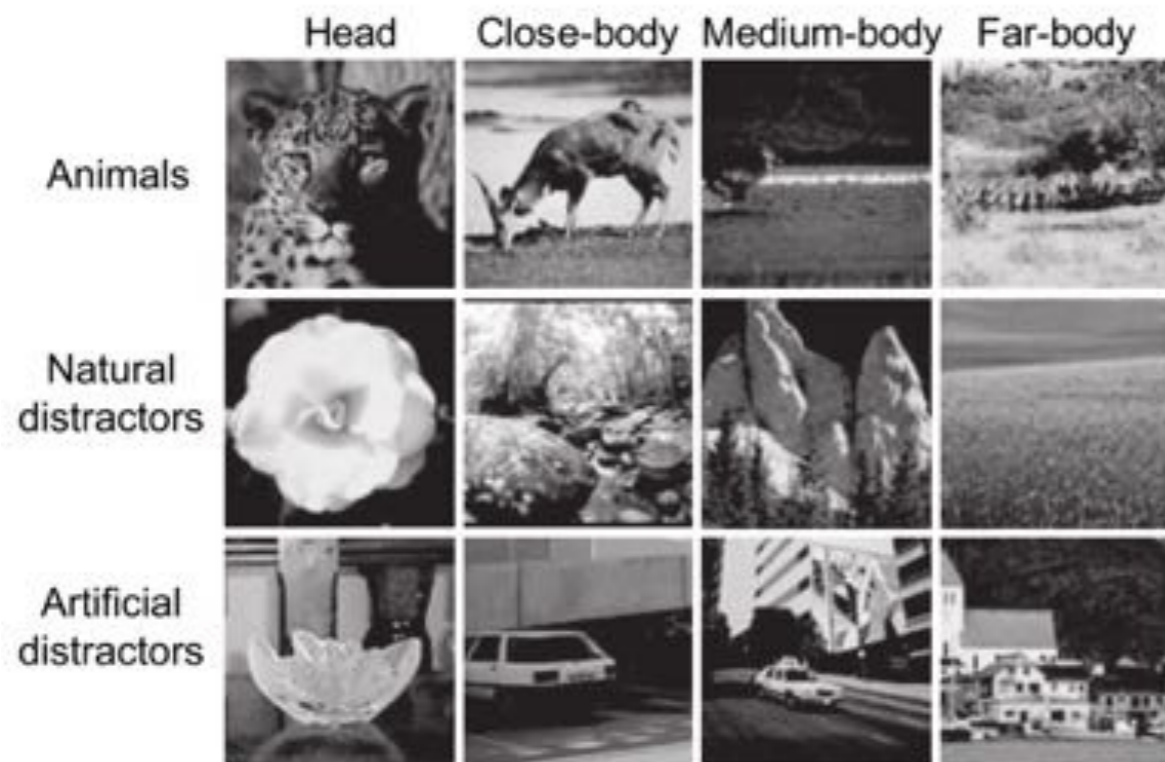 Head Close-body Medium-body Far-body
Animals
Natural
distractors
Artificial
distractors